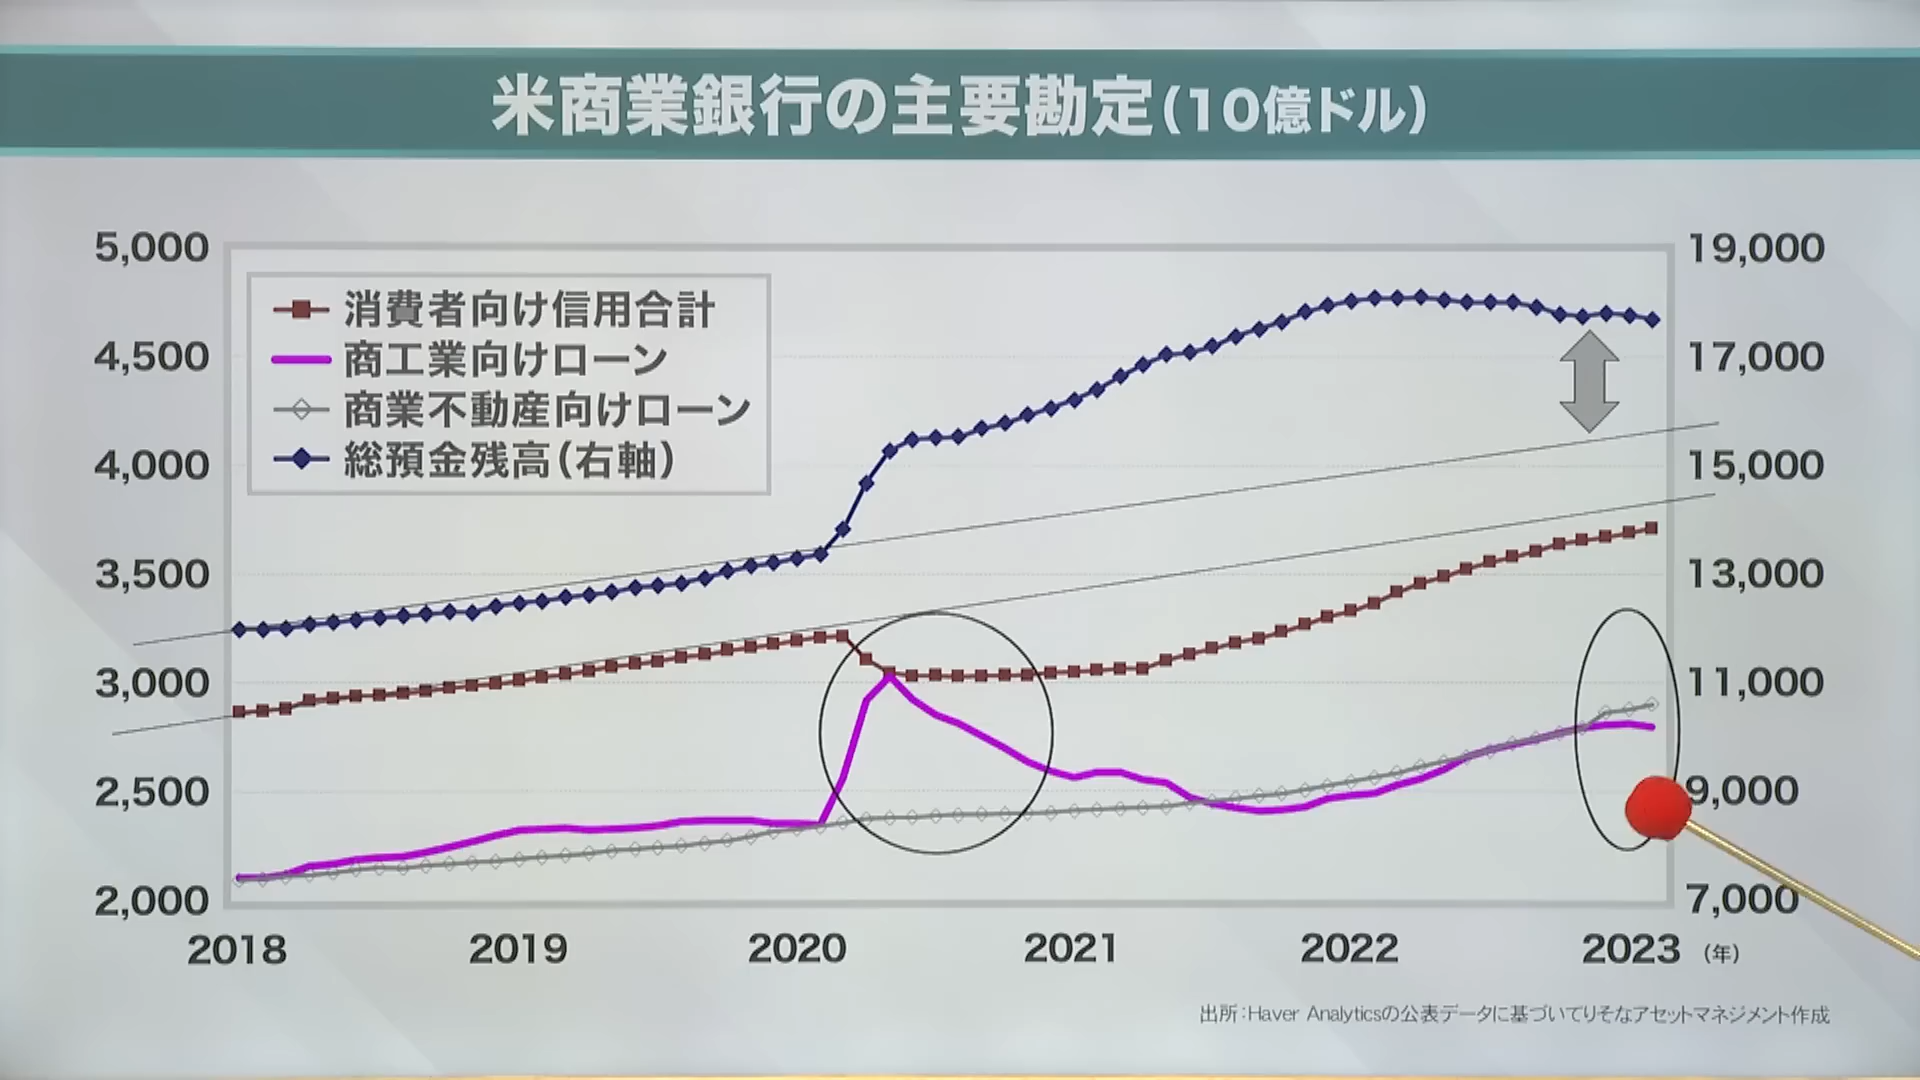 米商業銀行の主要勘定(10億ドル)
5,000
4,500
4,000
3,500
3,000
2,500
2,000
消費者向け信用合計
商工業向けローン
商業不動産向けローン
総預金残高(右軸)
19,000
17,000
15,000
13,000
11,000
9,000
7,000
2018 2019 2020 2021 2022 2023 (年)
出所:Haver Analyticsの公表データに基づいてりそなアセットマネジメント作成